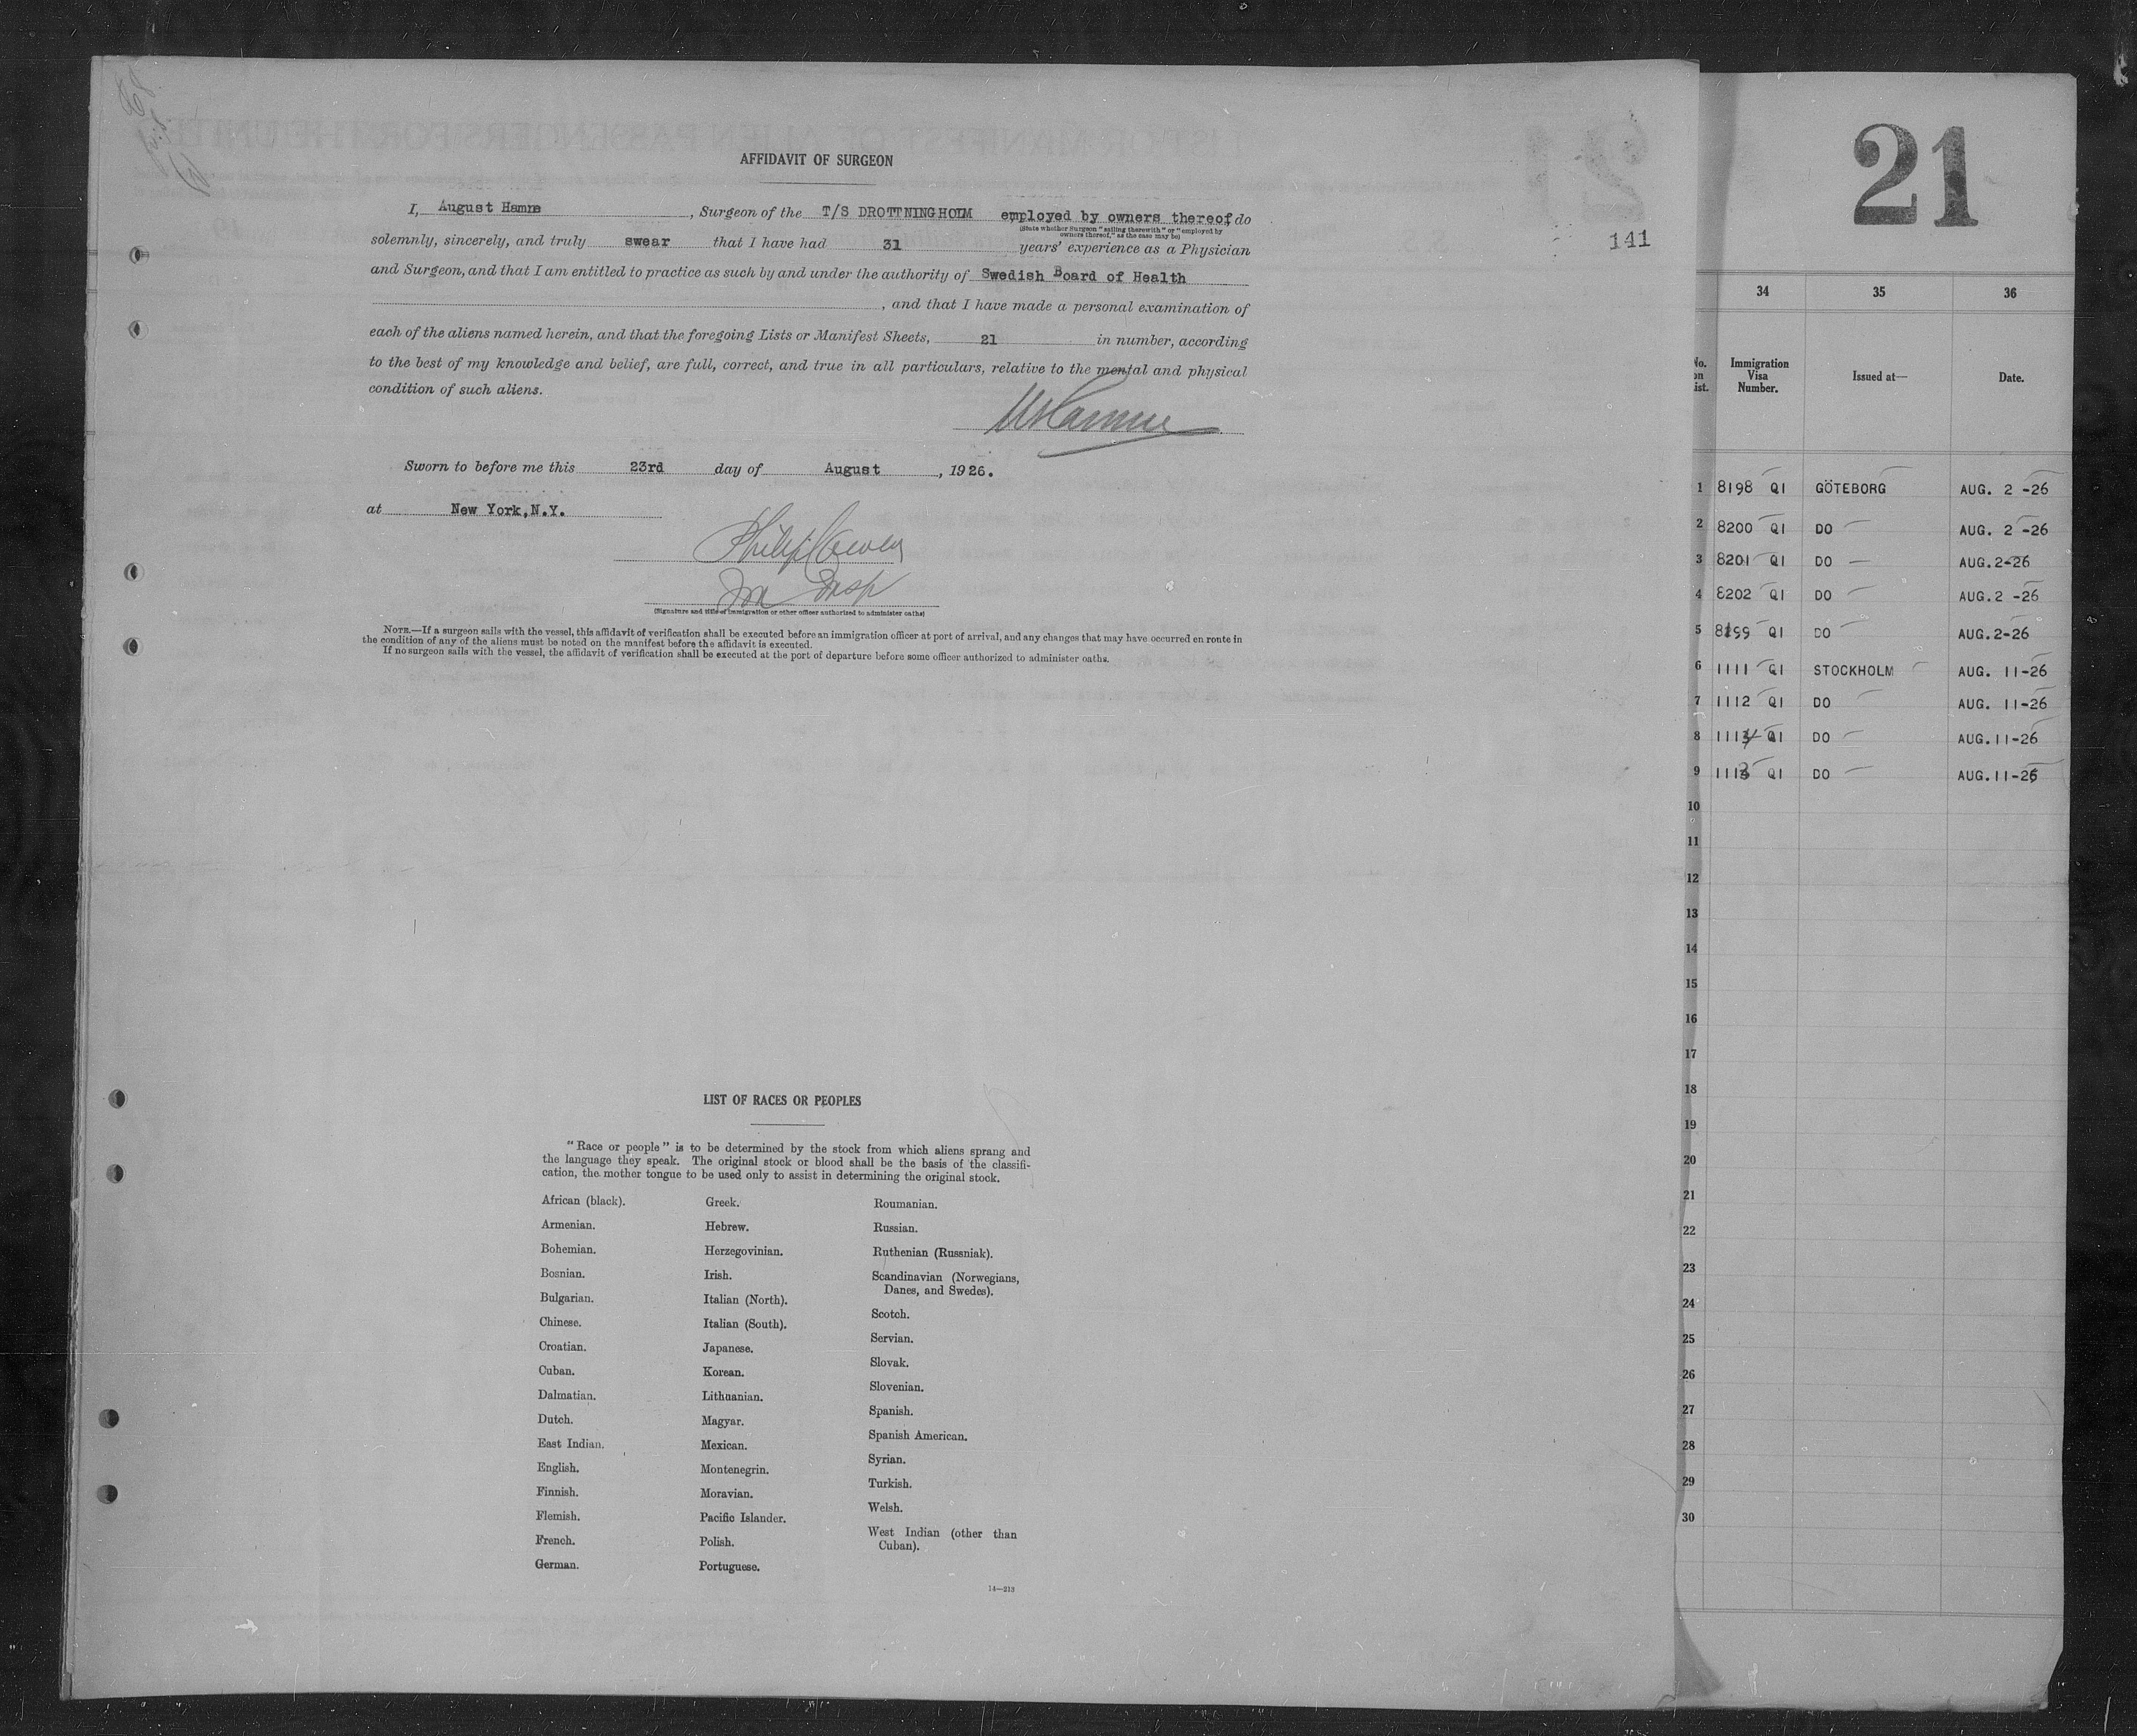 AFFIDAVIT OF SURGEON
I, August Hamre, Surgeon of the T/S DROTTNINGHOLM employed by owners thereof, do
(State whether Surgeon "sailing therewith" or "employed by
owners thereof," as the case may be)
solemnly, sincerely, and truly swear that I have had 31 years' experience as a Physician
and Surgeon, and that I am entitled to practice as such by and under the authority of Swedish Board of Health
, and that I have made a personal examination of
each of the aliens named herein, and that the foregoing Lists or Manifest Sheets, 21 in number, according
to the best of my knowledge and belief, are full, correct, and true in all particulars, relative to the mental and physical
condition of such aliens.
Sworn to before me this 23rd day of August, 1926.
at New York, N.Y.
(Signature and title of immigration or other officer authorized to administer oaths)
NOTE.—If a surgeon sails with the vessel, this affidavit of verification shall be executed before an immigration officer at port of arrival, and any changes that may have occurred en route in
the condition of any of the aliens must be noted on the manifest before the affidavit is executed.
If no surgeon sails with the vessel, the affidavit of verification shall be executed at the port of departure before some officer authorized to administer oaths.
LIST OF RACES OR PEOPLES
"Race or people" is to be determined by the stock from which aliens sprang and
the language they speak. The original stock or blood shall be the basis of the classifi-
cation, the mother tongue to be used only to assist in determining the original stock.
African (black).
Armenian.
Bohemian.
Bosnian.
Bulgarian.
Chinese.
Croatian.
Cuban.
Dalmatian.
Dutch.
East Indian.
English.
Finnish.
Flemish.
French.
German.
Greek.
Hebrew.
Herzegovinian.
Irish.
Italian (North).
Italian (South).
Japanese.
Korean.
Lithuanian.
Magyar.
Mexican.
Montenegrin.
Moravian.
Pacific Islander.
Polish.
Portuguese.
Roumanian.
Russian.
Ruthenian (Russniak).
Scandinavian (Norwegians,
Danes, and Swedes).
Scotch.
Servian.
Slovak.
Slovenian.
Spanish.
Spanish American.
Syrian.
Turkish.
Welsh.
West Indian (other than
Cuban).
14—213
141
21
34 35 36
No. on list. Immigration Visa Number. Issued at— Date.
1 8198 QI GÖTEBORG AUG. 2 -26
2 8200 QI DO AUG. 2 -26
3 8201 QI DO AUG. 2-26
4 8202 QI DO AUG. 2 -26
5 8199 QI DO AUG. 2-26
6 1111 QI STOCKHOLM AUG. 11-26
7 1112 QI DO AUG. 11-26
8 1114 QI DO AUG. 11-26
9 1113 QI DO AUG. 11-26
10
11
12
13
14
15
16
17
18
19
20
21
22
23
24
25
26
27
28
29
30